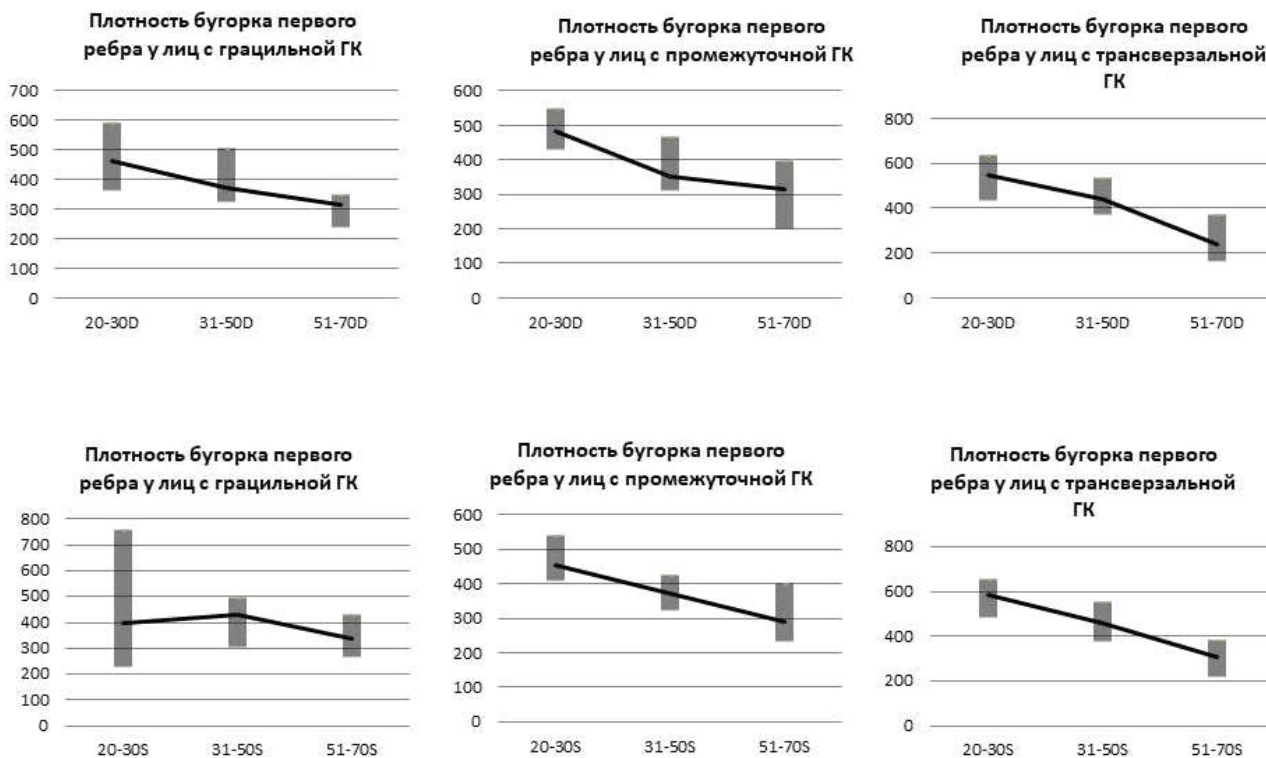 Плотность бугорка первого
ребра у лиц с грацильной ГК
700
600
500
400
300
200
100
0
20-30D 31-50D 51-70D
Плотность бугорка первого
ребра у лиц с промежуточной ГК
600
500
400
300
200
100
0
20-30D 31-50D 51-70D
Плотность бугорка первого
ребра у лиц с трансверзальной
ГК
800
600
400
200
0
20-30D 31-50D 51-70D
Плотность бугорка первого
ребра у лиц с грацильной ГК
800
700
600
500
400
300
200
100
0
20-30S 31-50S 51-70S
Плотность бугорка первого
ребра у лиц с промежуточной ГК
600
500
400
300
200
100
0
20-30S 31-50S 51-70S
Плотность бугорка первого
ребра у лиц с трансверзальной
ГК
800
600
400
200
0
20-30S 31-50S 51-70S